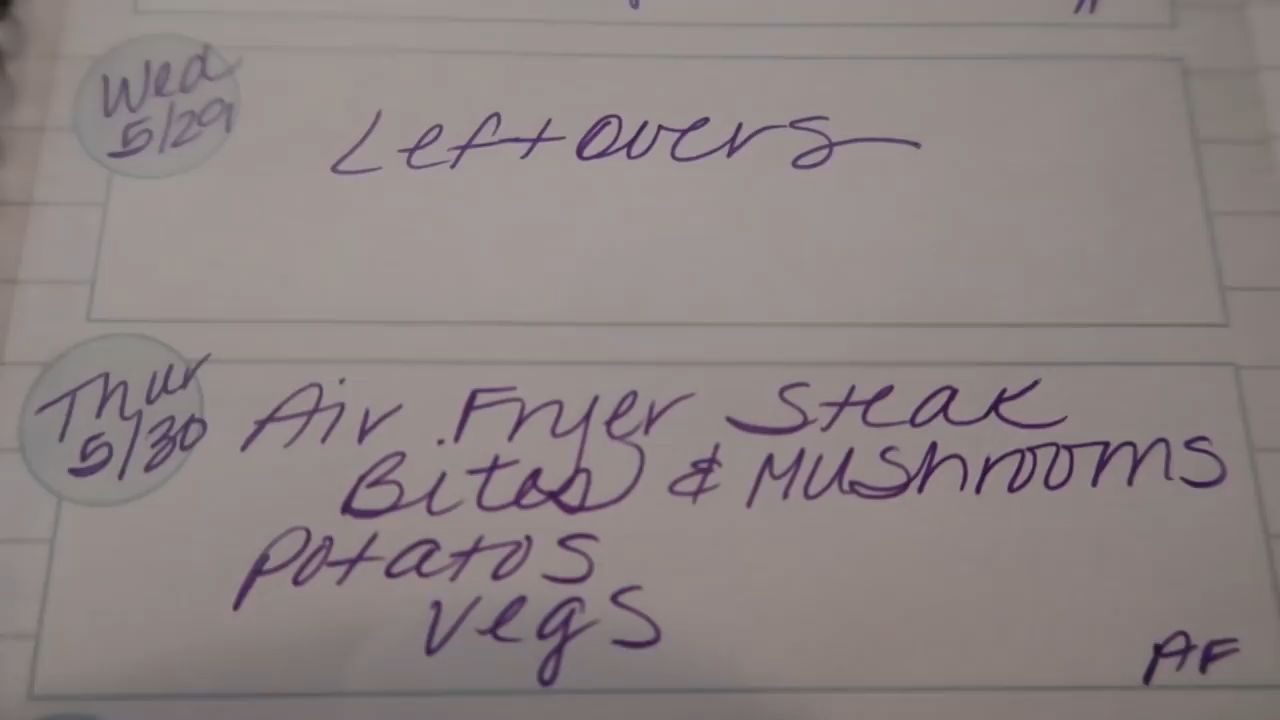 Wed
5/29
Leftovers
Thur
5/30
Air Fryer Steak
Bites & Mushrooms
Potatos
Vegs
AF